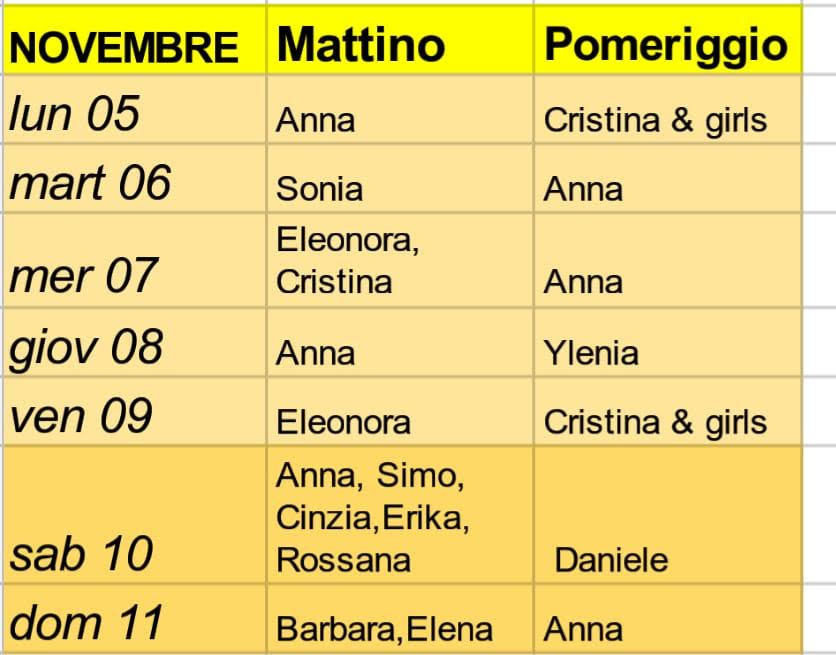 NOVEMBRE Mattino Pomeriggio
lun 05 Anna Cristina & girls
mart 06 Sonia Anna
Eleonora,
mer 07 Cristina Anna
giov 08 Anna Ylenia
ven 09 Eleonora Cristina & girls
Anna, Simo,
Cinzia,Erika,
sab 10 Rossana Daniele
dom 11 Barbara,Elena Anna